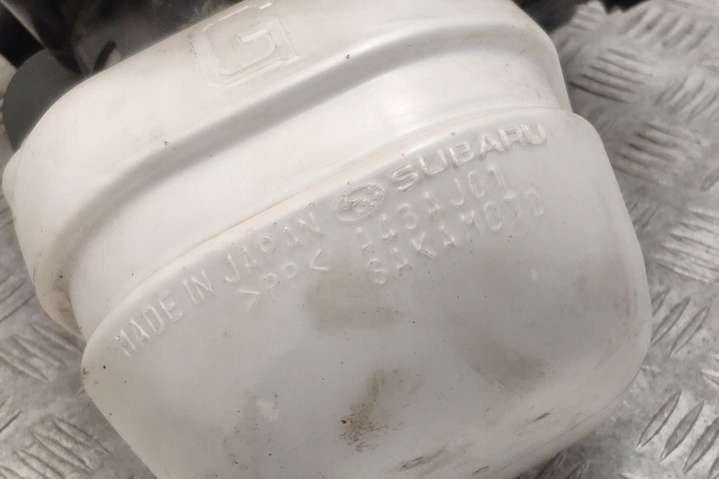 G
SUBARU
MADE IN JAPAN
>PP<
SAKAMOTO